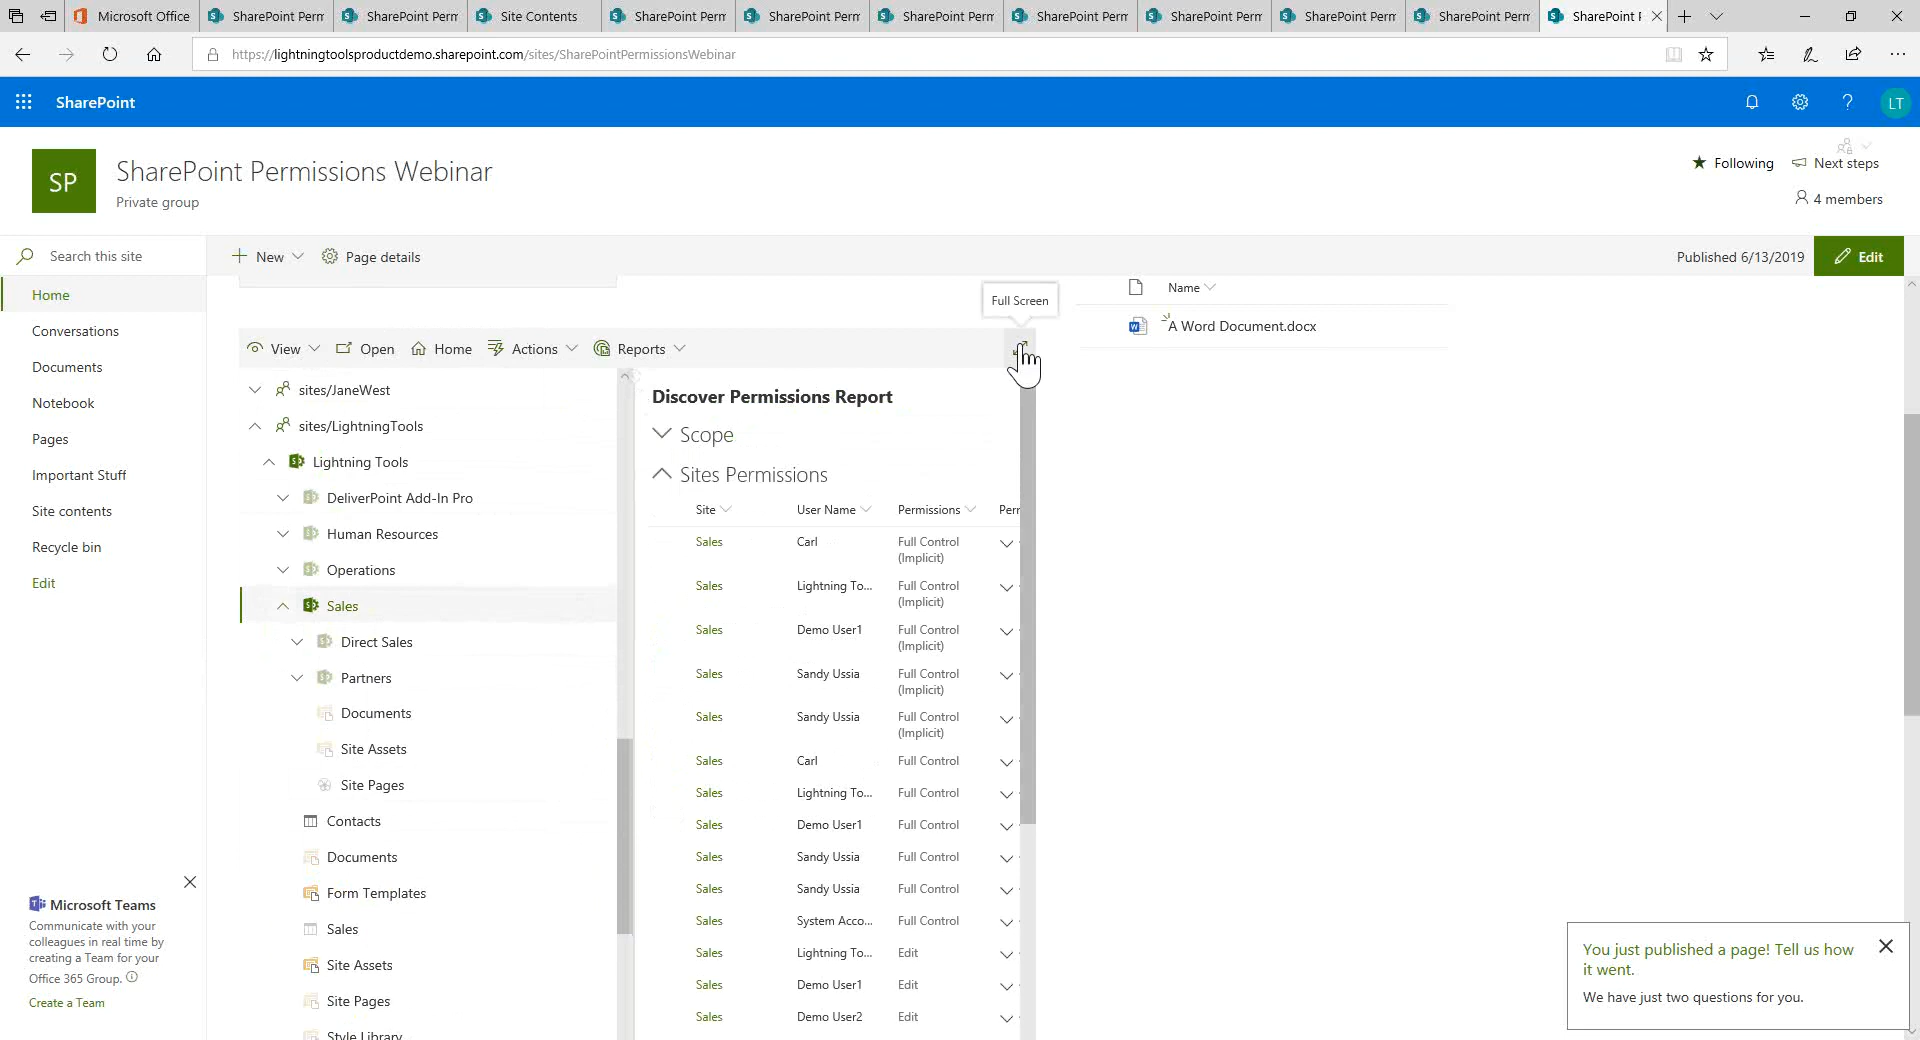 Microsoft Office
SharePoint Perm
SharePoint Perm
Site Contents
SharePoint Perm
SharePoint Perm
SharePoint Perm
SharePoint Perm
SharePoint Perm
SharePoint Perm
SharePoint Perm
SharePoint P
https://lightningtoolsproductdemo.sharepoint.com/sites/SharePointPermissionsWebinar
SharePoint
?
LT
SP
SharePoint Permissions Webinar
Private group
Following
Next steps
4 members
Search this site
New
Page details
Published 6/13/2019
Edit
Home
Conversations
Documents
Notebook
Pages
Important Stuff
Site contents
Recycle bin
Edit
Full Screen
Name
A Word Document.docx
View
Open
Home
Actions
Reports
sites/JaneWest
sites/LightningTools
Lightning Tools
DeliverPoint Add-In Pro
Human Resources
Operations
Sales
Direct Sales
Partners
Documents
Site Assets
Site Pages
Contacts
Documents
Form Templates
Sales
Site Assets
Site Pages
Style Library
Discover Permissions Report
Scope
Sites Permissions
Site User Name Permissions Perr
Sales Carl Full Control
(Implicit)
Sales Lightning To... Full Control
(Implicit)
Sales Demo User1 Full Control
(Implicit)
Sales Sandy Ussia Full Control
(Implicit)
Sales Sandy Ussia Full Control
(Implicit)
Sales Carl Full Control
Sales Lightning To... Full Control
Sales Demo User1 Full Control
Sales Sandy Ussia Full Control
Sales Sandy Ussia Full Control
Sales System Acco... Full Control
Sales Lightning To... Edit
Sales Demo User1 Edit
Sales Demo User2 Edit
Microsoft Teams
Communicate with your
colleagues in real time by
creating a Team for your
Office 365 Group.
Create a Team
You just published a page! Tell us how
it went.
We have just two questions for you.